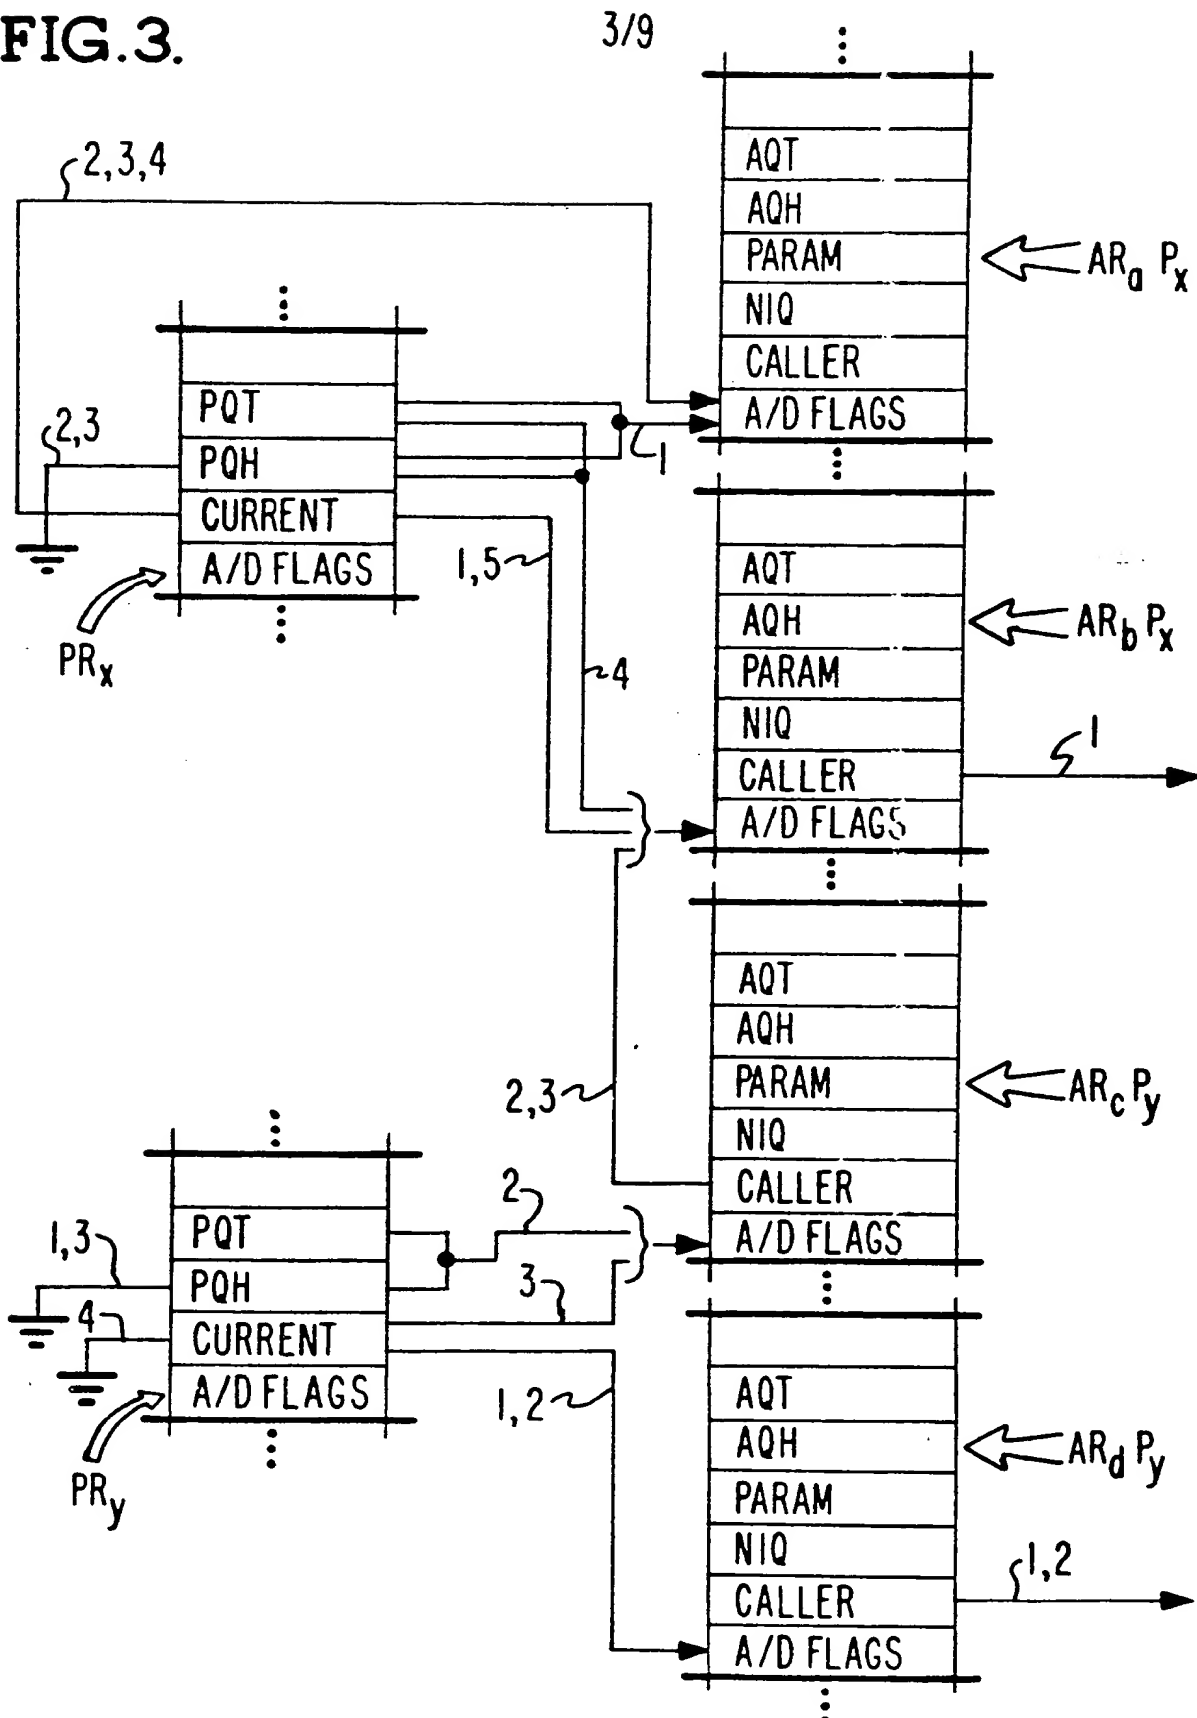 FIG.3.
3/9
2,3,4
AQT
AQH
PARAM
NIQ
CALLER
A/D FLAGS
ARa Px
PQT
PQH
CURRENT
A/D FLAGS
2,3
1
1,5
4
PRx
AQT
AQH
PARAM
NIQ
CALLER
A/D FLAGS
ARb Px
1
AQT
AQH
PARAM
NIQ
CALLER
A/D FLAGS
ARc Py
2,3
PQT
PQH
CURRENT
A/D FLAGS
1,3
4
2
3
1,2
PRy
AQT
AQH
PARAM
NIQ
CALLER
A/D FLAGS
ARd Py
1,2